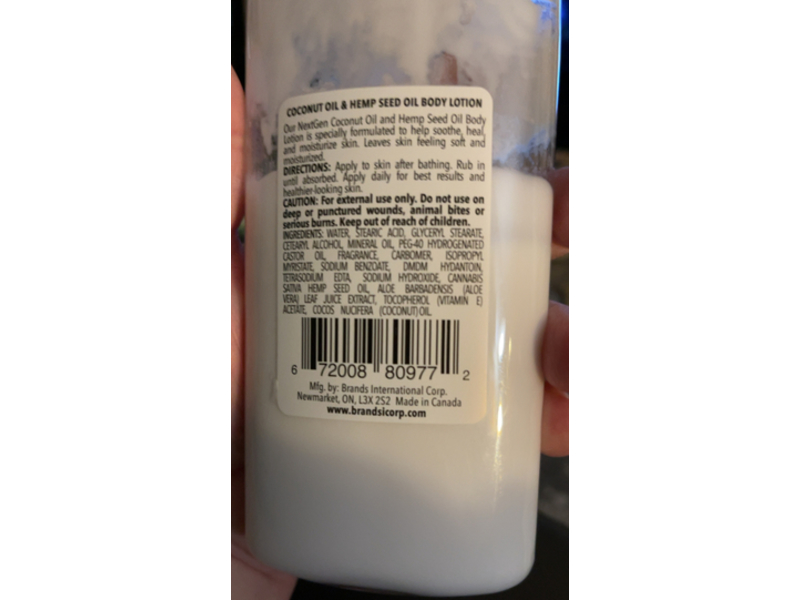 COCONUT OIL & HEMP SEED OIL BODY LOTION
Our NextGen Coconut Oil and Hemp Seed Oil Body
Lotion is specially formulated to help soothe, heal,
and moisturize skin. Leaves skin feeling soft and
moisturized.
DIRECTIONS: Apply to skin after bathing. Rub in
until absorbed. Apply daily for best results and
healthier-looking skin.
CAUTION: For external use only. Do not use on
deep or punctured wounds, animal bites or
serious burns. Keep out of reach of children.
INGREDIENTS: WATER, STEARIC ACID, GLYCERYL STEARATE,
CETEARYL ALCOHOL, MINERAL OIL, PEG-40 HYDROGENATED
CASTOR OIL, FRAGRANCE, CARBOMER, ISOPROPYL
MYRISTATE, SODIUM BENZOATE, DMDM HYDANTOIN,
TETRASODIUM EDTA, SODIUM HYDROXIDE, CANNABIS
SATIVA HEMP SEED OIL, ALOE BARBADENSIS (ALOE
VERA) LEAF JUICE EXTRACT, TOCOPHEROL (VITAMIN E)
ACETATE, COCOS NUCIFERA (COCONUT) OIL.
6 72008 80977 2
Mfg. by: Brands International Corp.
Newmarket, ON, L3X 2S2 Made in Canada
www.brandsicorp.com